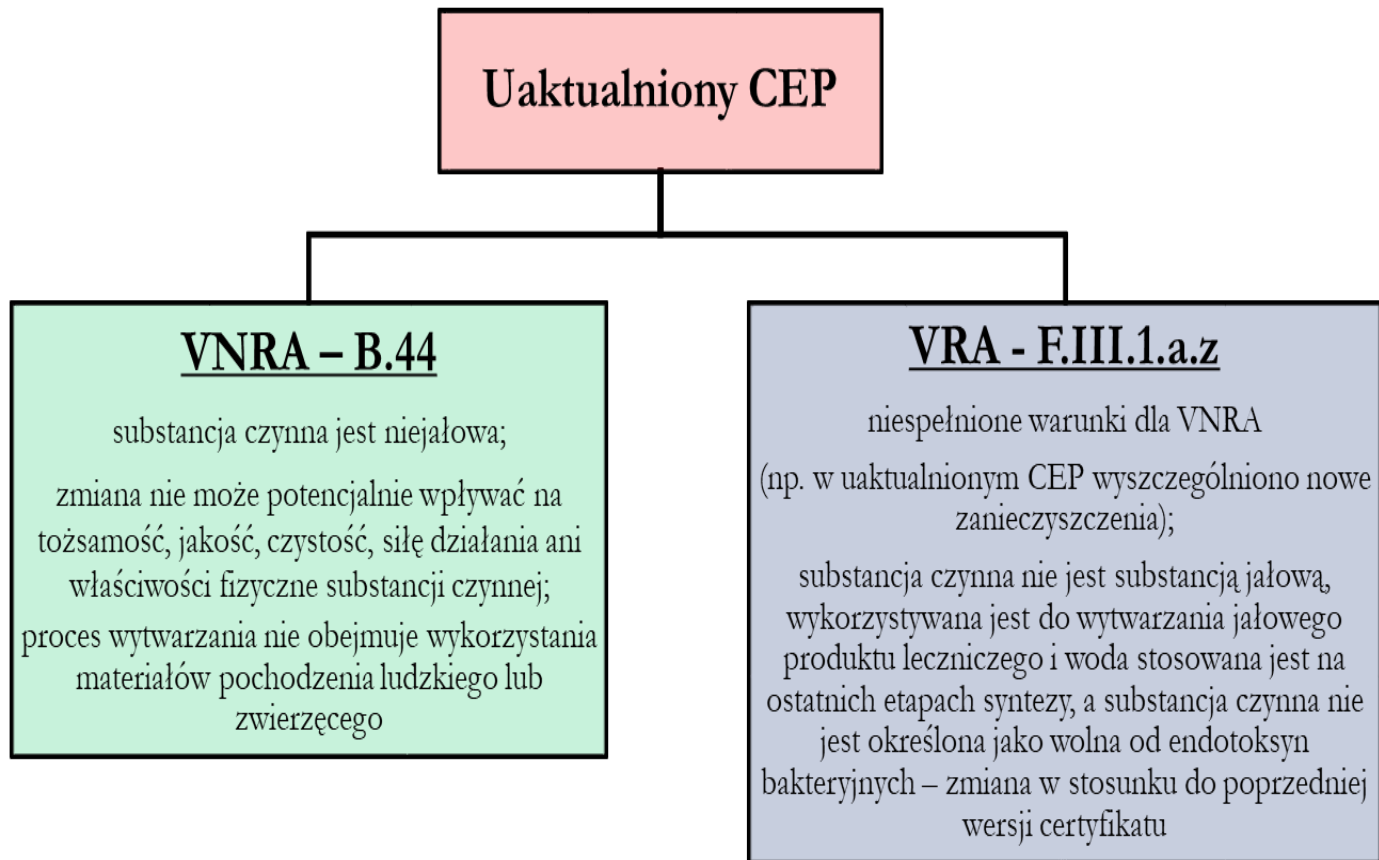 Uaktualniony CEP
VNRA – B.44
substancja czynna jest niejałowa;
zmiana nie może potencjalnie wpływać na
tożsamość, jakość, czystość, siłę działania ani
właściwości fizyczne substancji czynnej;
proces wytwarzania nie obejmuje wykorzystania
materiałów pochodzenia ludzkiego lub
zwierzęcego
VRA - F.III.1.a.z
niespełnione warunki dla VNRA
(np. w uaktualnionym CEP wyszczególniono nowe
zanieczyszczenia);
substancja czynna nie jest substancją jałową,
wykorzystywana jest do wytwarzania jałowego
produktu leczniczego i woda stosowana jest na
ostatnich etapach syntezy, a substancja czynna nie
jest określona jako wolna od endotoksyn
bakteryjnych – zmiana w stosunku do poprzedniej
wersji certyfikatu